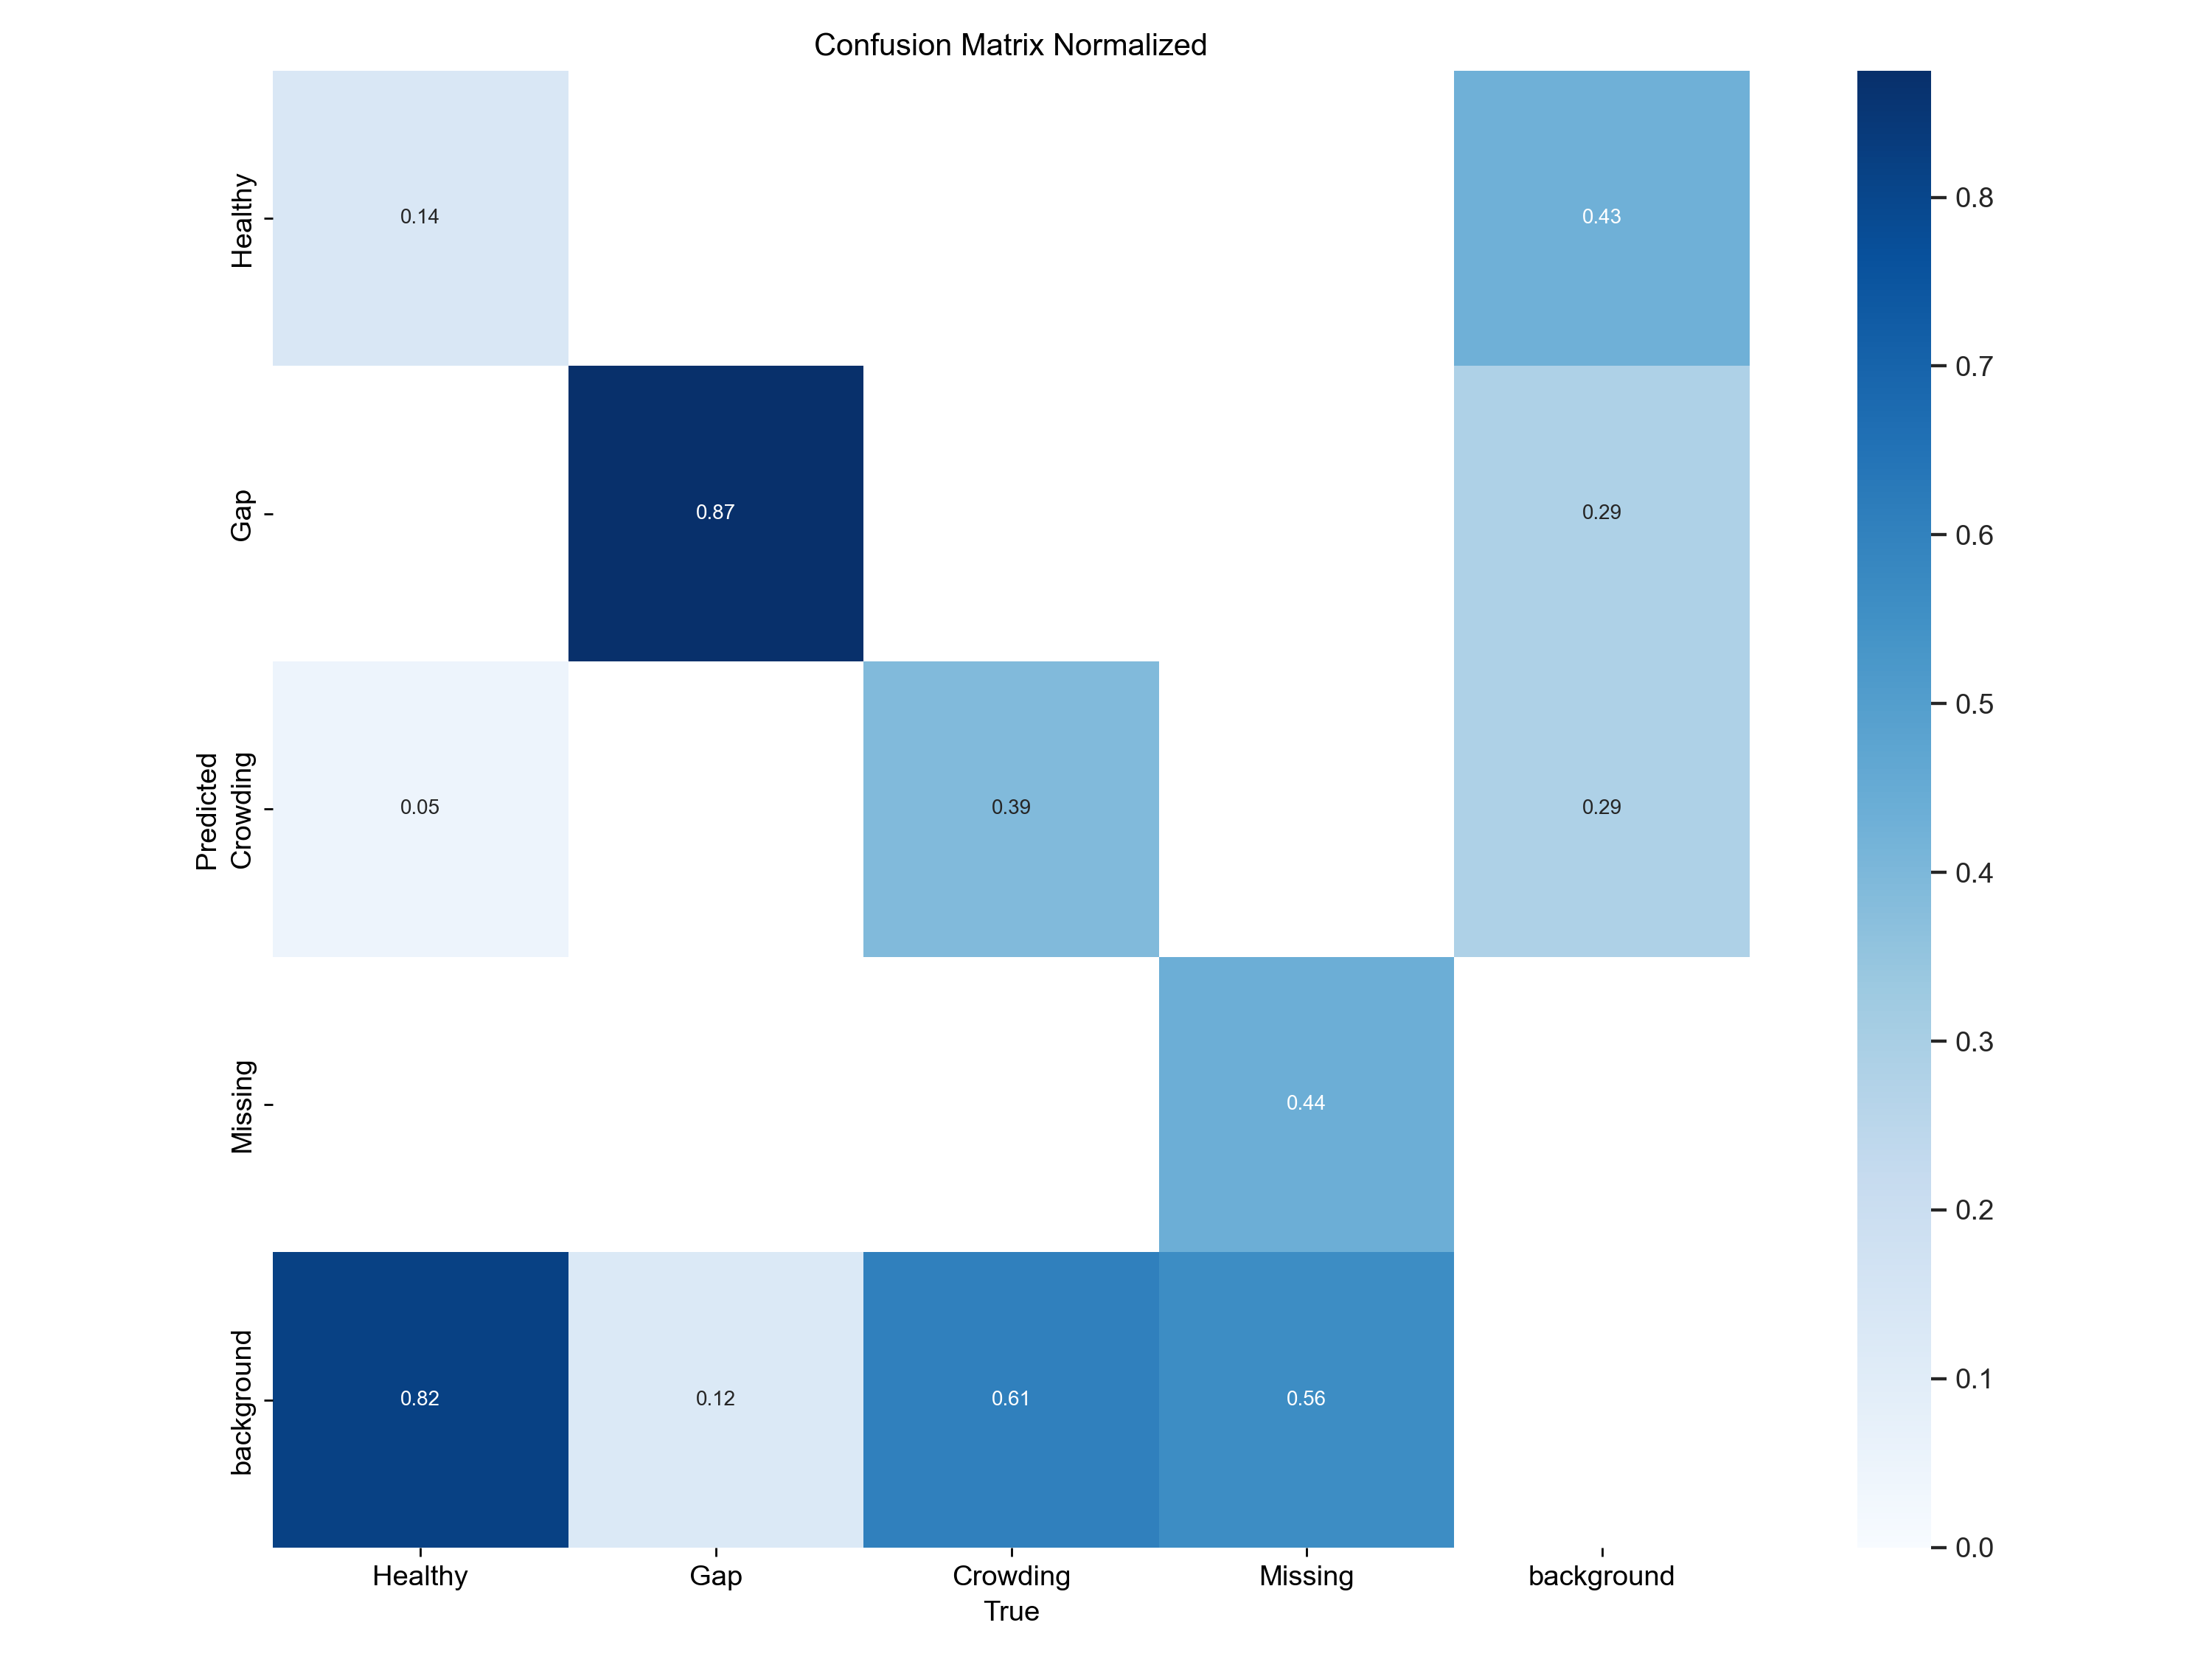 Confusion Matrix Normalized
Healthy
0.14
0.43
Gap
0.87
0.29
Predicted
Crowding
0.05
0.39
0.29
Missing
0.44
background
0.82
0.12
0.61
0.56
Healthy
Gap
Crowding
Missing
background
True
0.8
0.7
0.6
0.5
0.4
0.3
0.2
0.1
0.0